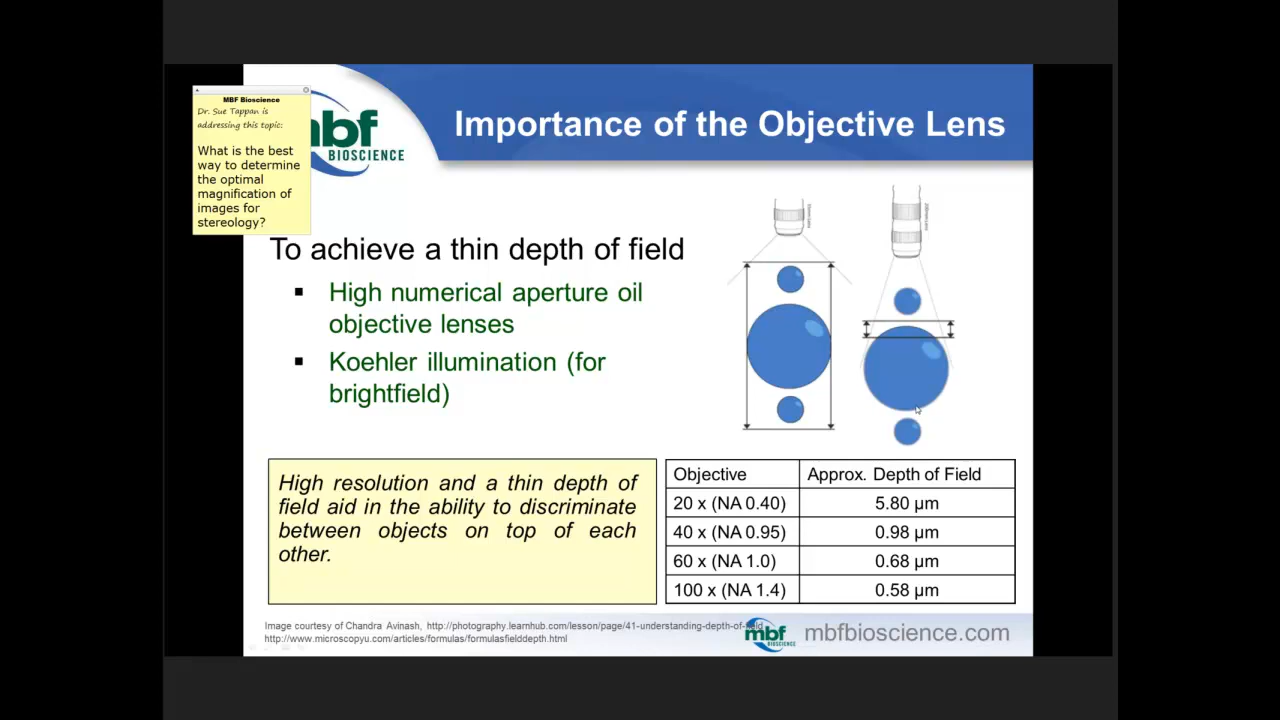 MBF Bioscience
Dr. Sue Tappan is
addressing this topic:
What is the best
way to determine
the optimal
magnification of
images for
stereology?
mbf
BIOSCIENCE
Importance of the Objective Lens
To achieve a thin depth of field
▪ High numerical aperture oil
objective lenses
▪ Koehler illumination (for
brightfield)
High resolution and a thin depth of
field aid in the ability to discriminate
between objects on top of each
other.
Objective Approx. Depth of Field
20 x (NA 0.40) 5.80 µm
40 x (NA 0.95) 0.98 µm
60 x (NA 1.0) 0.68 µm
100 x (NA 1.4) 0.58 µm
Image courtesy of Chandra Avinash, http://photography.learnhub.com/lesson/page/41-understanding-depth-of-field
http://www.microscopyu.com/articles/formulas/formulasfielddepth.html
mbf
BIOSCIENCE
mbfbioscience.com